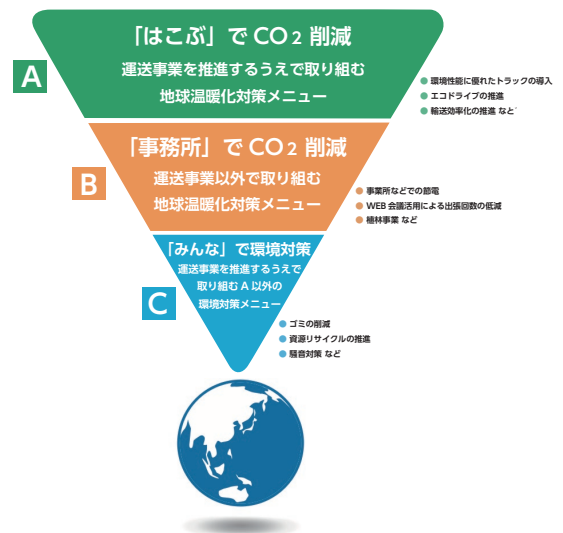 A
「はこぶ」でCO2 削減
運送事業を推進するうえで取り組む
地球温暖化対策メニュー
● 環境性能に優れたトラックの導入
● エコドライブの推進
● 輸送効率化の推進 など
B
「事務所」でCO2 削減
運送事業以外で取り組む
地球温暖化対策メニュー
● 事業所などでの節電
● WEB 会議活用による出張回数の低減
● 植林事業 など
C
「みんな」で環境対策
運送事業を推進するうえで
取り組む A 以外の
環境対策メニュー
● ゴミの削減
● 資源リサイクルの推進
● 騒音対策 など